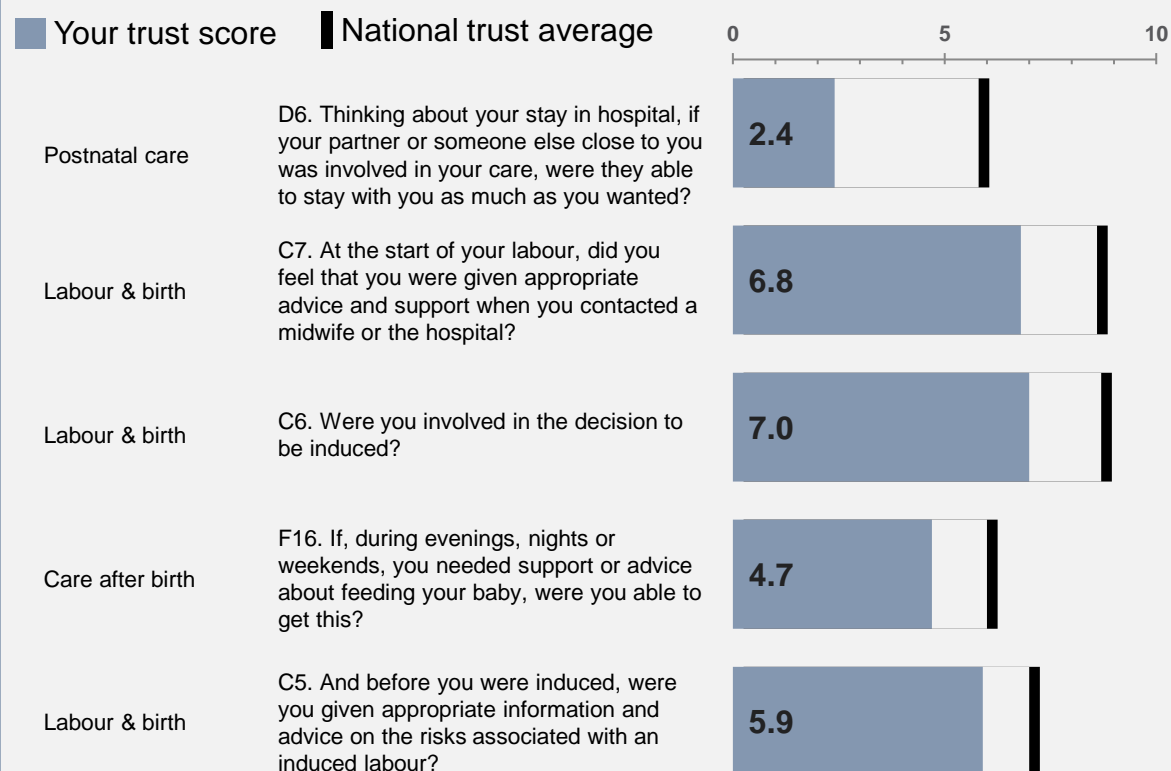 Your trust score
National trust average
0
5
10
Postnatal care
D6. Thinking about your stay in hospital, if
your partner or someone else close to you
was involved in your care, were they able
to stay with you as much as you wanted?
2.4
Labour & birth
C7. At the start of your labour, did you
feel that you were given appropriate
advice and support when you contacted a
midwife or the hospital?
6.8
Labour & birth
C6. Were you involved in the decision to
be induced?
7.0
Care after birth
F16. If, during evenings, nights or
weekends, you needed support or advice
about feeding your baby, were you able to
get this?
4.7
Labour & birth
C5. And before you were induced, were
you given appropriate information and
advice on the risks associated with an
induced labour?
5.9